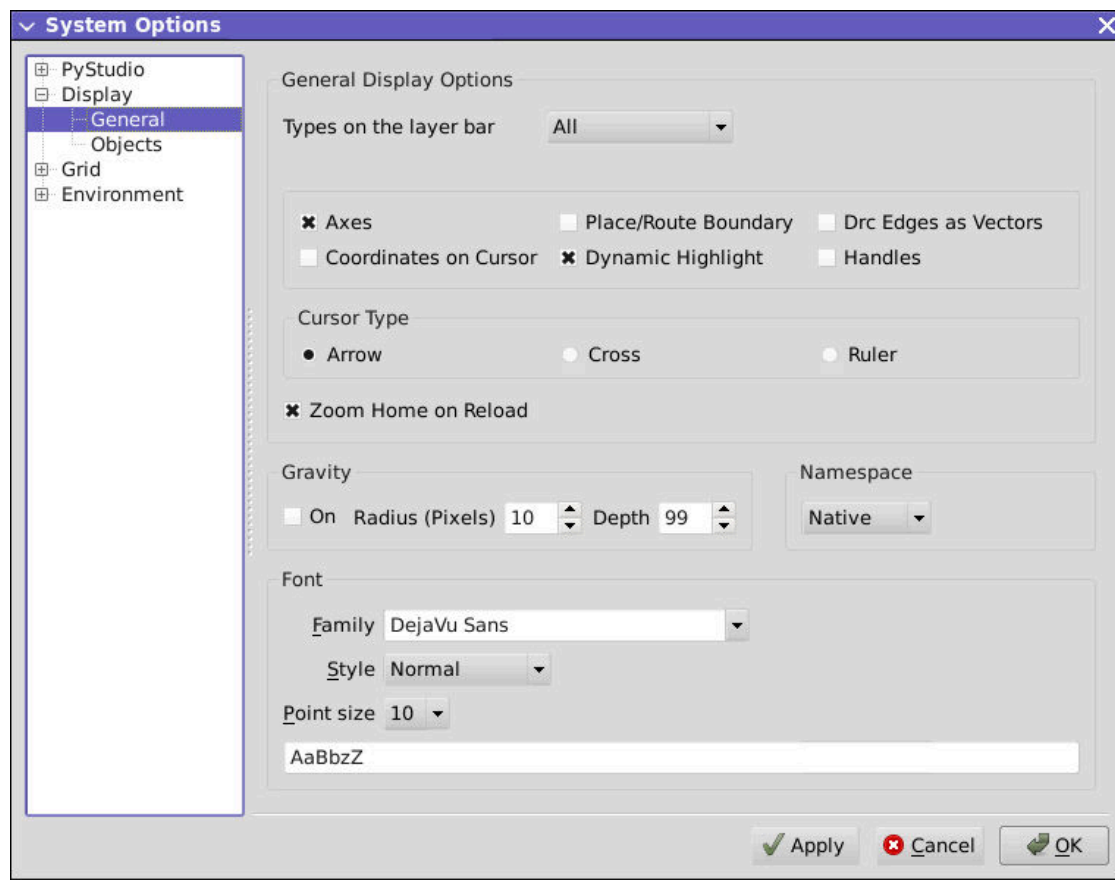 System Options
PyStudio
Display
General
Objects
Grid
Environment
General Display Options
Types on the layer bar All
Axes Place/Route Boundary Drc Edges as Vectors
Coordinates on Cursor Dynamic Highlight Handles
Cursor Type
Arrow Cross Ruler
Zoom Home on Reload
Gravity Namespace
On Radius (Pixels) 10 Depth 99 Native
Font
Family DejaVu Sans
Style Normal
Point size 10
AaBbzZ
Apply Cancel OK